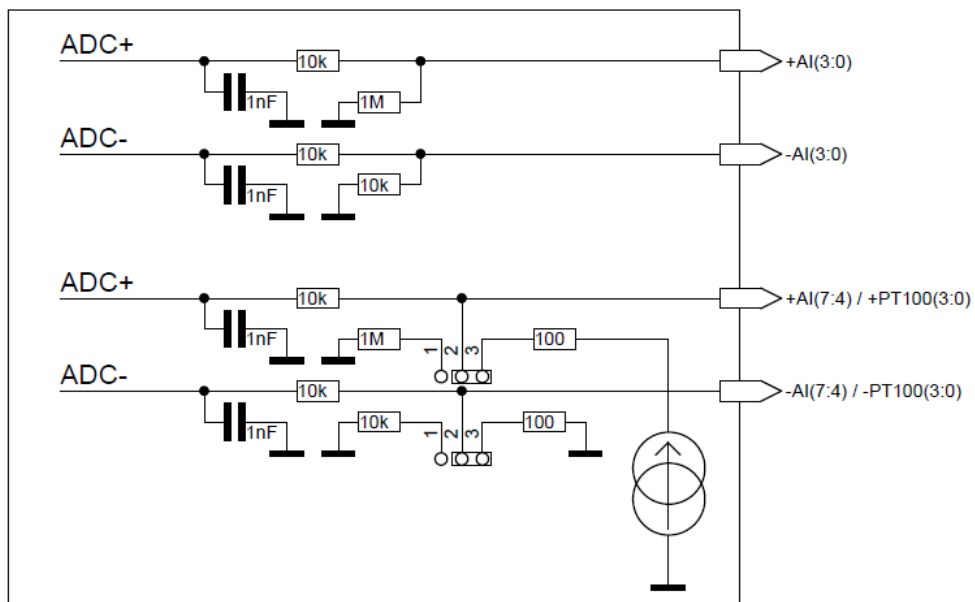 ADC+
10k
+AI(3:0)
1nF
1M
ADC-
10k
-AI(3:0)
1nF
10k
ADC+
10k
+AI(7:4) / +PT100(3:0)
1nF
1M
1
2
3
100
ADC-
10k
-AI(7:4) / -PT100(3:0)
1nF
10k
1
2
3
100